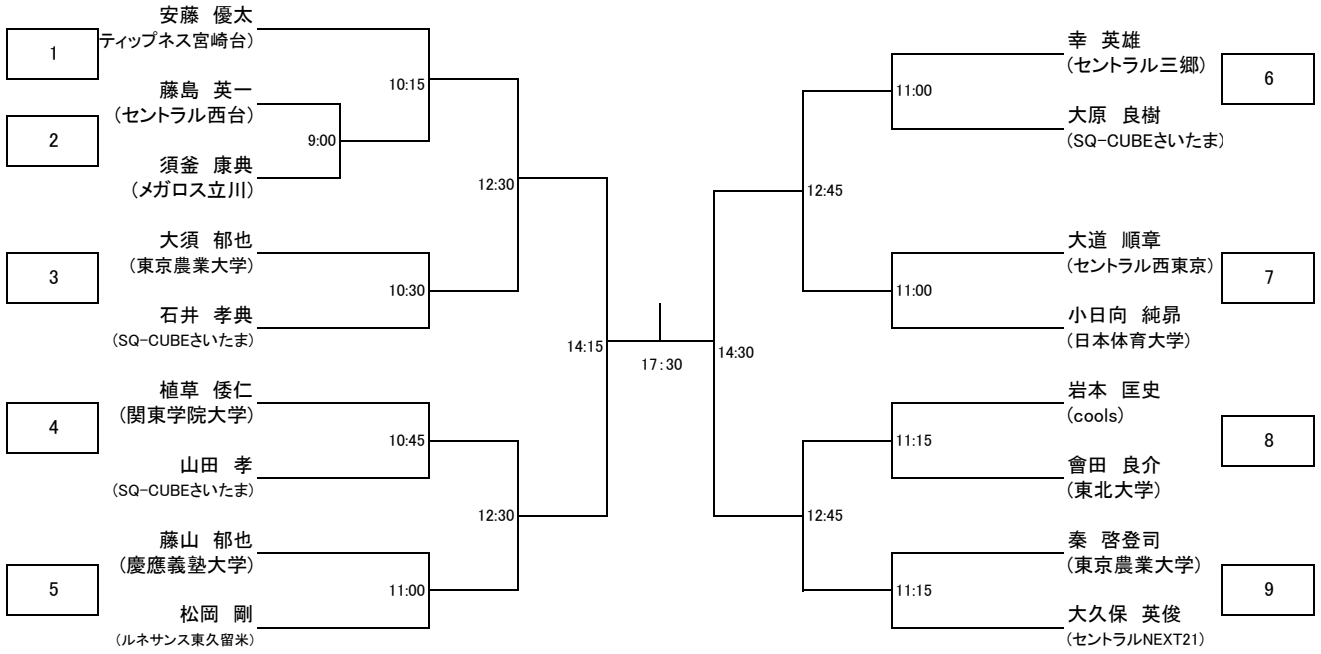 安藤 優太
1
ティップネス宮崎台)
10:15
藤島 英一
(セントラル西台)
2
9:00
須釜 康典
(メガロス立川)
12:30
大須 郁也
(東京農業大学)
3
10:30
石井 孝典
(SQ-CUBEさいたま)
14:15
植草 倭仁
(関東学院大学)
4
10:45
山田 孝
(SQ-CUBEさいたま)
12:30
藤山 郁也
(慶應義塾大学)
5
11:00
松岡 剛
(ルネサンス東久留米)
17:30
幸 英雄
(セントラル三郷)
6
11:00
大原 良樹
(SQ-CUBEさいたま)
12:45
大道 順章
(セントラル西東京)
7
11:00
小日向 純昴
(日本体育大学)
14:30
岩本 匡史
(cools)
8
11:15
會田 良介
(東北大学)
12:45
秦 啓登司
(東京農業大学)
9
11:15
大久保 英俊
(セントラルNEXT21)